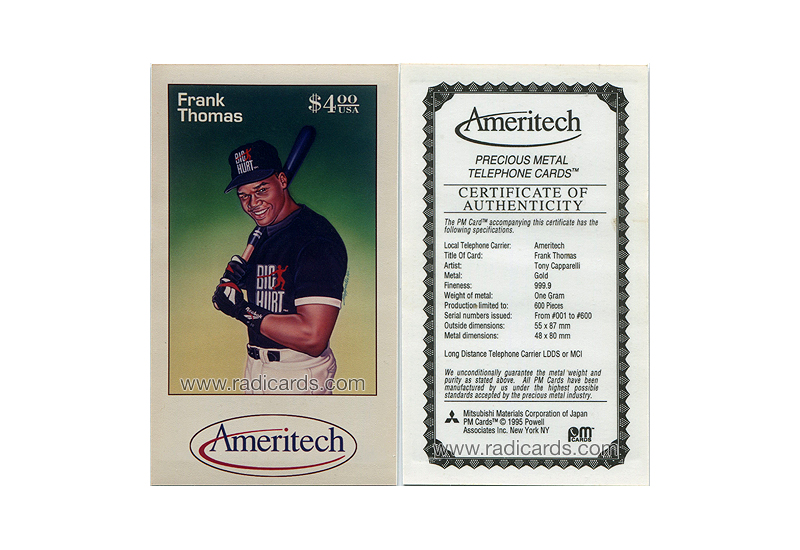 Frank
Thomas
$4.00
USA
BIG
HURT
BIG
HURT
www.radicards.com
Ameritech
Ameritech
PRECIOUS METAL
TELEPHONE CARDS™
CERTIFICATE OF
AUTHENTICITY
The PM Card™ accompanying this certificate has the
following specifications.
Local Telephone Carrier: Ameritech
Title Of Card: Frank Thomas
Artist: Tony Capparelli
Metal: Gold
Fineness: 999.9
Weight of metal: One Gram
Production limited to: 600 Pieces
Serial numbers issued: From #001 to #600
Outside dimensions: 55 x 87 mm
Metal dimensions: 48 x 80 mm
Long Distance Telephone Carrier LDDS or MCI
We unconditionally guarantee the metal weight and
purity as stated above. All PM Cards have been
manufactured by us under the highest possible
standards accepted by the precious metal industry.
Mitsubishi Materials Corporation of Japan
PM Cards™ © 1995 Powell
Associates Inc. New York NY
PM
CARDS
www.radicards.com